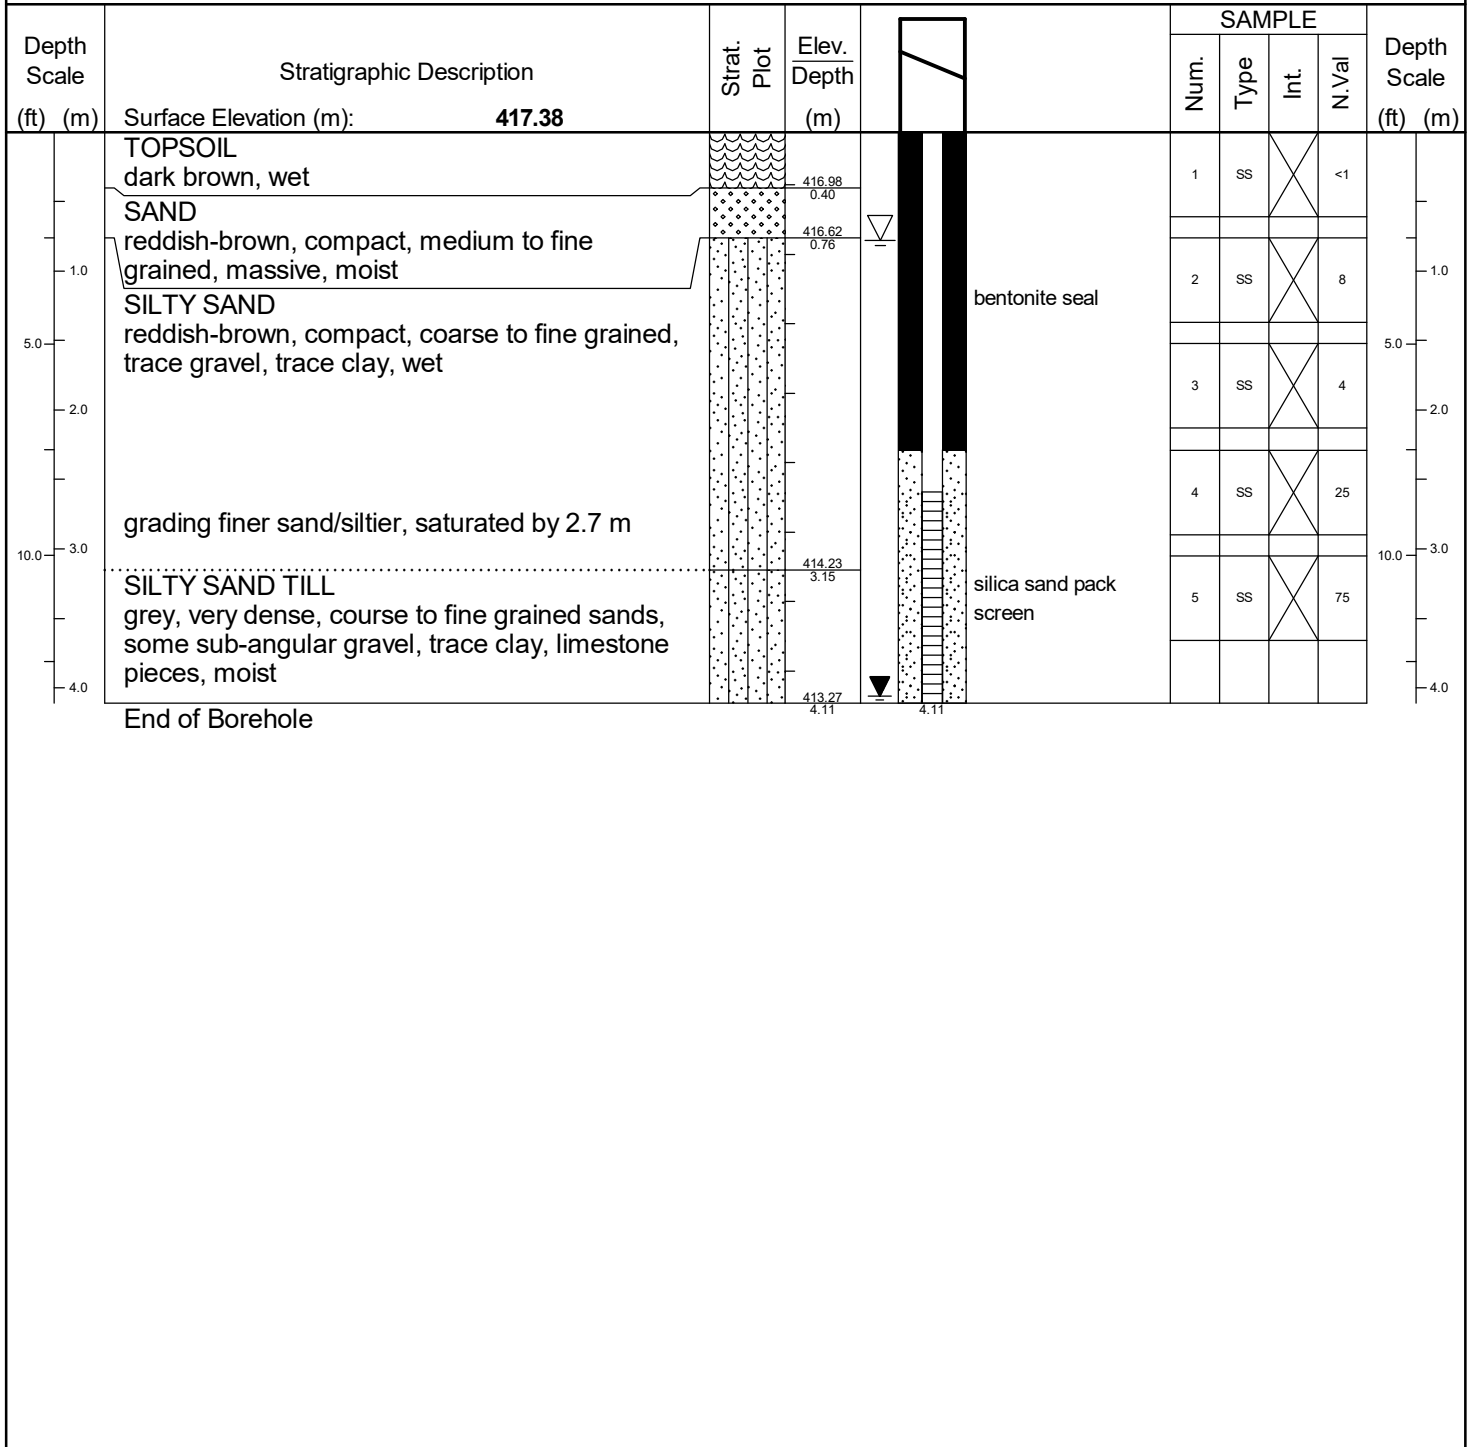 SAMPLE
Depth Scale
Stratigraphic Description
Strat. Plot
Elev. Depth
Num.
Type
Int.
N.Val
Depth Scale
(ft) (m)
Surface Elevation (m): 417.38
(m)
(ft) (m)
TOPSOIL
dark brown, wet
416.98
0.40
1 SS <1
SAND
reddish-brown, compact, medium to fine
416.62
0.76
grained, massive, moist
1.0
2 SS 8
1.0
SILTY SAND
bentonite seal
reddish-brown, compact, coarse to fine grained,
5.0
5.0
trace gravel, trace clay, wet
3 SS 4
2.0
2.0
4 SS 25
grading finer sand/siltier, saturated by 2.7 m
10.0
3.0
10.0
3.0
414.23
3.15
SILTY SAND TILL
silica sand pack
screen
5 SS 75
grey, very dense, course to fine grained sands,
some sub-angular gravel, trace clay, limestone
pieces, moist
4.0
413.27
4.11
4.11
4.0
End of Borehole